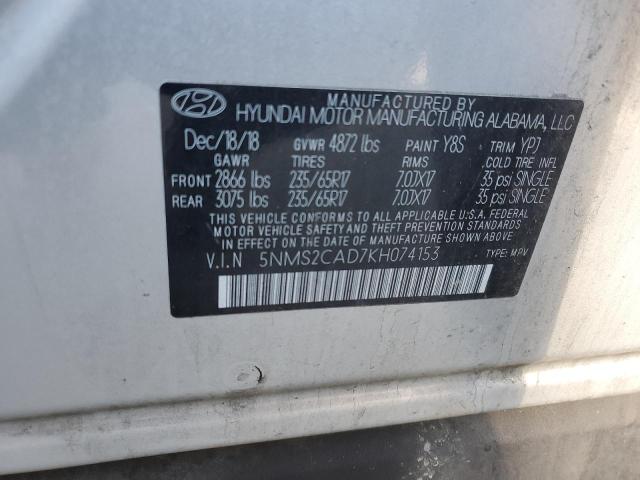 MANUFACTURED BY
HYUNDAI MOTOR MANUFACTURING ALABAMA, LLC
Dec/18/18 GVWR 4872 lbs PAINT Y8S TRIM YPJ
GAWR TIRES RIMS COLD TIRE INFL
FRONT 2866 lbs 235/65R17 7.0JX17 35 psi SINGLE
REAR 3075 lbs 235/65R17 7.0JX17 35 psi SINGLE
THIS VEHICLE CONFORMS TO ALL APPLICABLE U.S.A. FEDERAL
MOTOR VEHICLE SAFETY, BUMPER, AND THEFT PREVENTION
STANDARDS IN EFFECT ON THE DATE OF MANUFACTURE SHOWN ABOVE.
V.I.N 5NMS2CAD7KH074153 TYPE: MPV